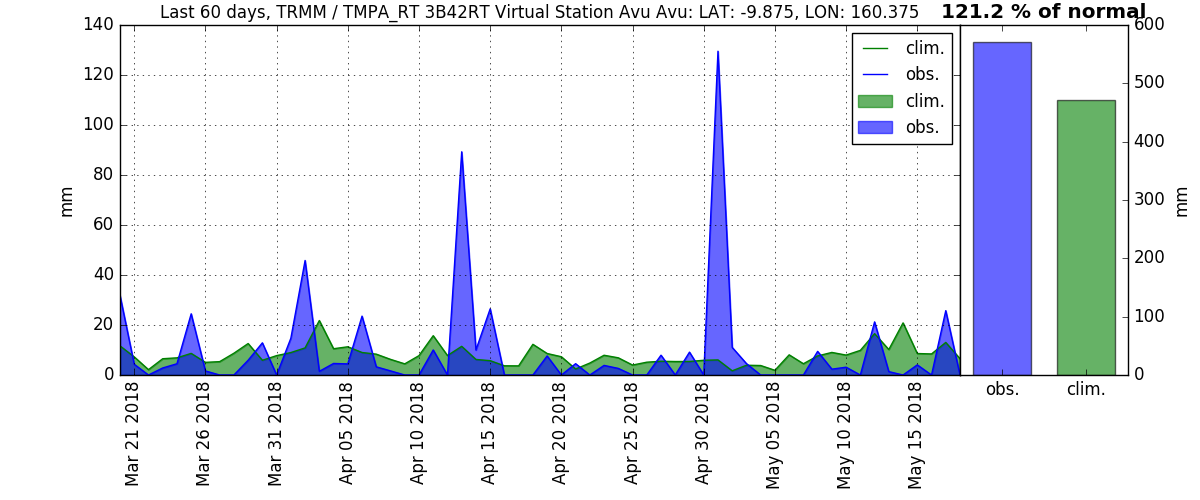 Last 60 days, TRMM / TMPA_RT 3B42RT Virtual Station Avu Avu: LAT: -9.875, LON: 160.375
121.2 % of normal
140
120
100
80
60
40
20
0
mm
clim.
obs.
clim.
obs.
600
500
400
300
200
100
0
mm
Mar 21 2018
Mar 26 2018
Mar 31 2018
Apr 05 2018
Apr 10 2018
Apr 15 2018
Apr 20 2018
Apr 25 2018
Apr 30 2018
May 05 2018
May 10 2018
May 15 2018
obs.
clim.